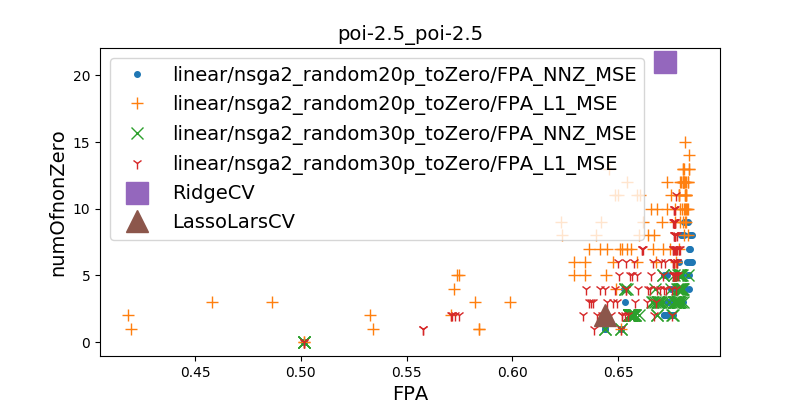 poi-2.5_poi-2.5
linear/nsga2_random20p_toZero/FPA_NNZ_MSE
linear/nsga2_random20p_toZero/FPA_L1_MSE
linear/nsga2_random30p_toZero/FPA_NNZ_MSE
linear/nsga2_random30p_toZero/FPA_L1_MSE
RidgeCV
LassoLarsCV
numOfnonZero
20
15
10
5
0
0.45
0.50
0.55
0.60
0.65
FPA